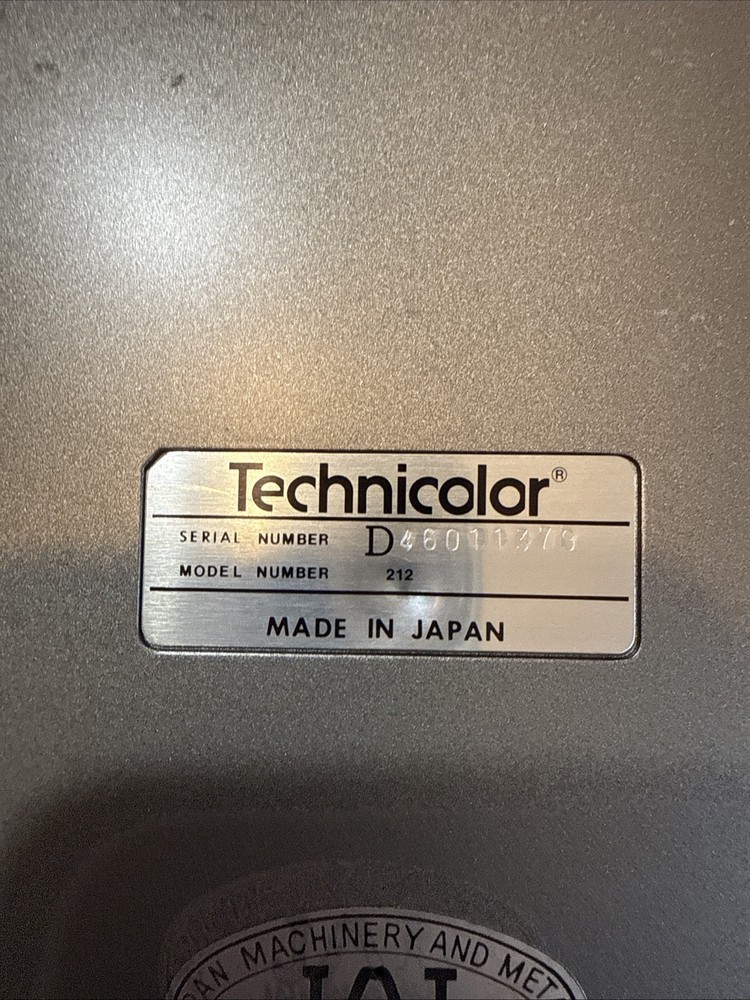 Technicolor®
SERIAL NUMBER D46011379
MODEL NUMBER 212
MADE IN JAPAN
MACHINERY AND